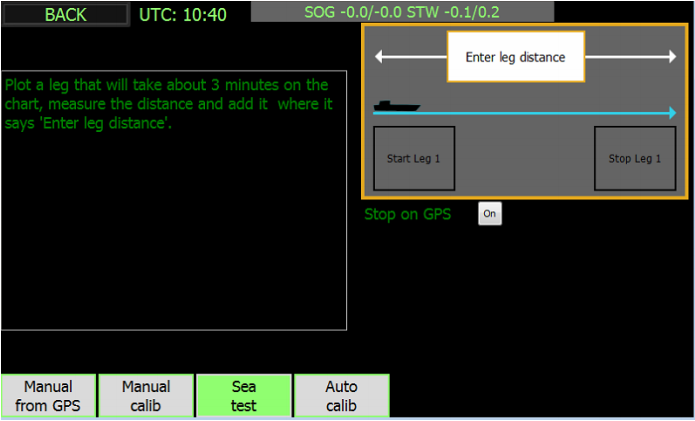 BACK
UTC: 10:40
SOG -0.0/-0.0 STW -0.1/0.2
Enter leg distance
Plot a leg that will take about 3 minutes on the
chart, measure the distance and add it where it
says 'Enter leg distance'.
Start Leg 1
Stop Leg 1
Stop on GPS
On
Manual
from GPS
Manual
calib
Sea
test
Auto
calib